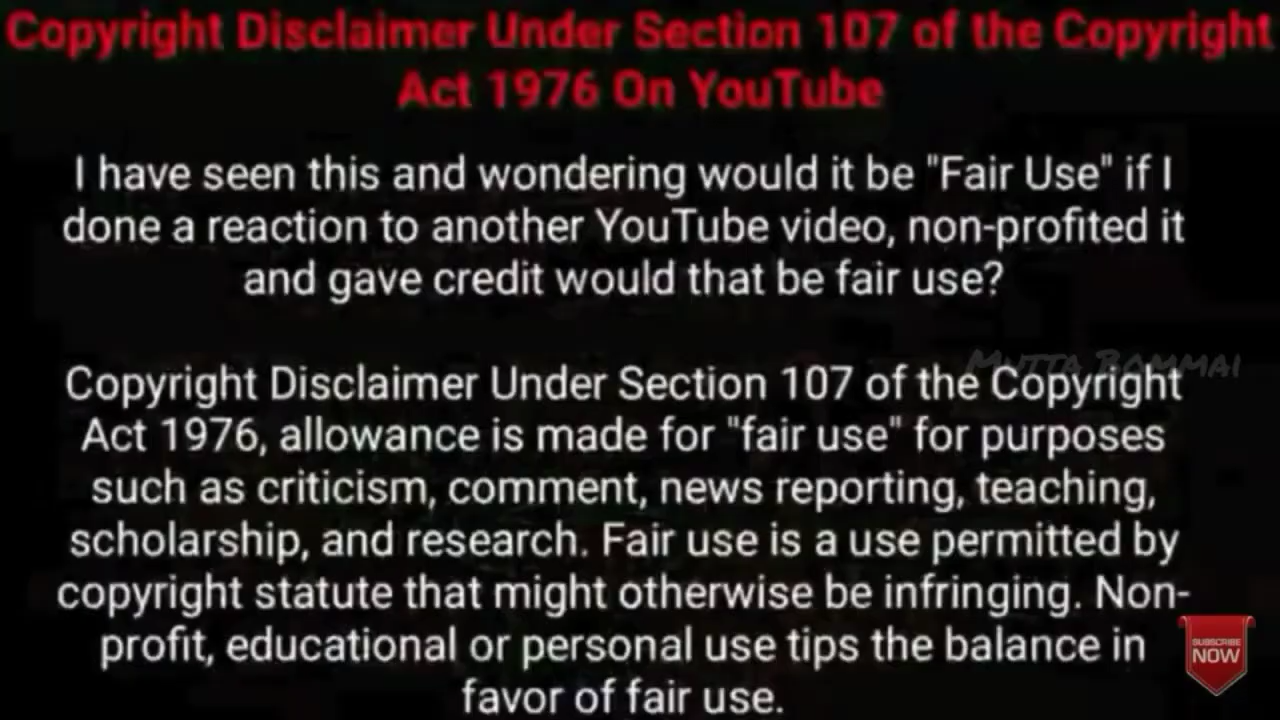 Copyright Disclaimer Under Section 107 of the Copyright
Act 1976 On YouTube
I have seen this and wondering would it be "Fair Use" if I
done a reaction to another YouTube video, non-profited it
and gave credit would that be fair use?
Mutta Bommai
Copyright Disclaimer Under Section 107 of the Copyright
Act 1976, allowance is made for "fair use" for purposes
such as criticism, comment, news reporting, teaching,
scholarship, and research. Fair use is a use permitted by
copyright statute that might otherwise be infringing. Non-
profit, educational or personal use tips the balance in
favor of fair use.
SUBSCRIBE
NOW